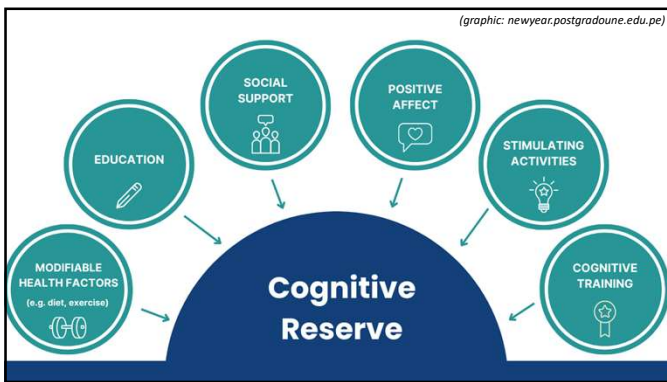 (graphic: newyear.postgradoune.edu.pe)
MODIFIABLE
HEALTH FACTORS
(e.g. diet, exercise)
EDUCATION
SOCIAL
SUPPORT
POSITIVE
AFFECT
STIMULATING
ACTIVITIES
COGNITIVE
TRAINING
Cognitive
Reserve